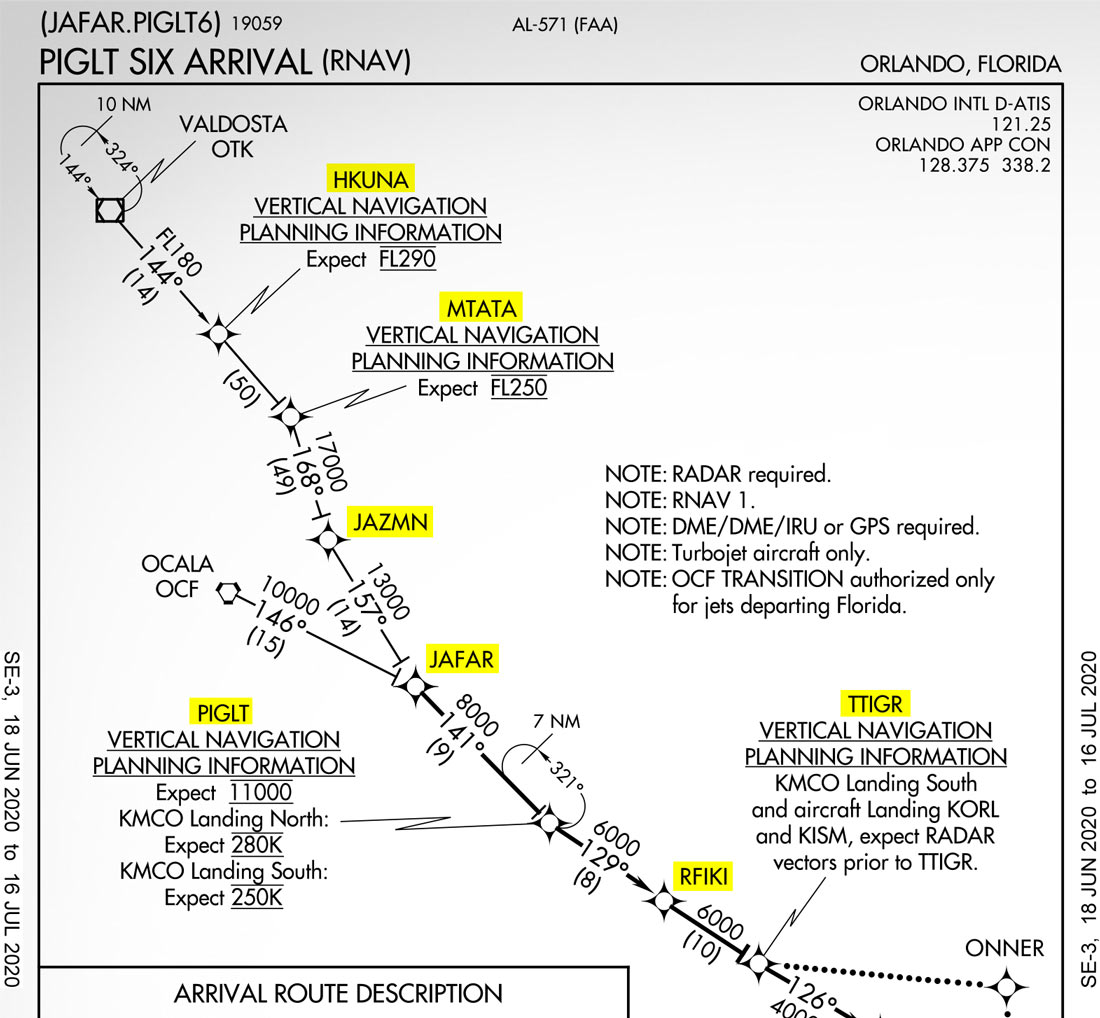 (JAFAR.PIGLT6) 19059
AL-571 (FAA)
PIGLT SIX ARRIVAL (RNAV)
ORLANDO, FLORIDA
ORLANDO INTL D-ATIS
121.25
ORLANDO APP CON
128.375 338.2
10 NM
324°
144°
VALDOSTA
OTK
FL180
144°
(14)
HKUNA
VERTICAL NAVIGATION
PLANNING INFORMATION
Expect FL290
(50)
MTATA
VERTICAL NAVIGATION
PLANNING INFORMATION
Expect FL250
17000
168°
(49)
JAZMN
NOTE: RADAR required.
NOTE: RNAV 1.
NOTE: DME/DME/IRU or GPS required.
NOTE: Turbojet aircraft only.
NOTE: OCF TRANSITION authorized only
for jets departing Florida.
OCALA
OCF
10000
146°
(15)
13000
157°
(14)
JAFAR
8000
141°
(9)
PIGLT
VERTICAL NAVIGATION
PLANNING INFORMATION
Expect 11000
KMCO Landing North:
Expect 280K
KMCO Landing South:
Expect 250K
7 NM
321°
6000
129°
(8)
RFIKI
6000
(10)
TTIGR
VERTICAL NAVIGATION
PLANNING INFORMATION
KMCO Landing South
and aircraft Landing KORL
and KISM, expect RADAR
vectors prior to TTIGR.
ONNER
126°
4000
ARRIVAL ROUTE DESCRIPTION
SE-3, 18 JUN 2020 to 16 JUL 2020
SE-3, 18 JUN 2020 to 16 JUL 2020